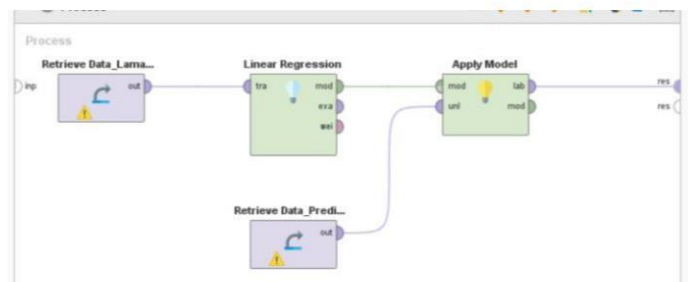 Process
Retrieve Data_Lama...
Linear Regression
Apply Model
inp
out
tra
mod
exa
wei
mod
unl
lab
mod
res
res
Retrieve Data_Predi...
out